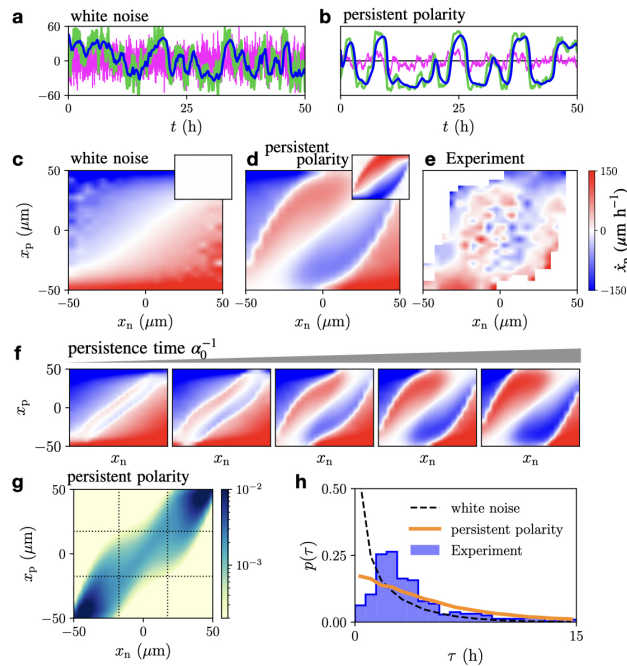 a white noise
b persistent polarity
60
0
−60
0 25 50
t (h)
0 25 50
t (h)
c white noise
d persistent polarity
e Experiment
50
0
−50
x_p (μm)
−50 0 50
x_n (μm)
−50 0 50
x_n (μm)
−50 0 50
x_n (μm)
150
0
−150
ẋ_n (μm h⁻¹)
f persistence time α₀⁻¹
50
0
−50
x_p
x_n x_n x_n x_n x_n
g persistent polarity
50
0
−50
x_p (μm)
−50 0 50
x_n (μm)
10⁻²
10⁻³
h
0.50
0.25
0.00
p(τ)
white noise
persistent polarity
Experiment
0 15
τ (h)